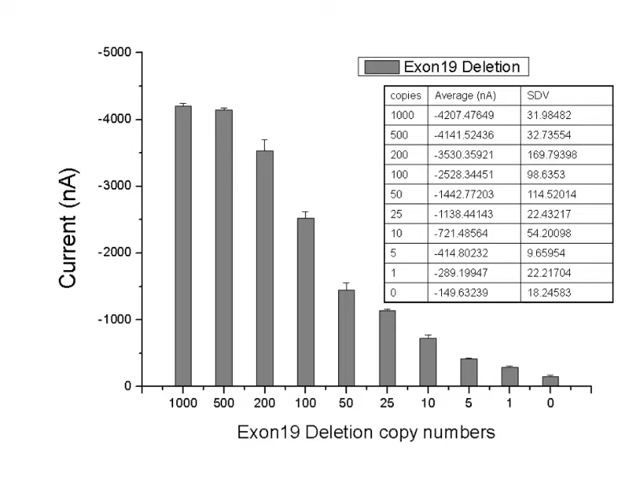 -5000
-4000
-3000
-2000
-1000
0
Current (nA)
Exon19 Deletion
copies Average (nA) SDV
1000 -4207.47649 31.98482
500 -4141.52436 32.73554
200 -3530.35921 169.79398
100 -2528.34451 98.6353
50 -1442.77203 114.52014
25 -1138.44143 22.43217
10 -721.48564 54.20098
5 -414.80232 9.65954
1 -289.19947 22.21704
0 -149.63239 18.24583
1000 500 200 100 50 25 10 5 1 0
Exon19 Deletion copy numbers